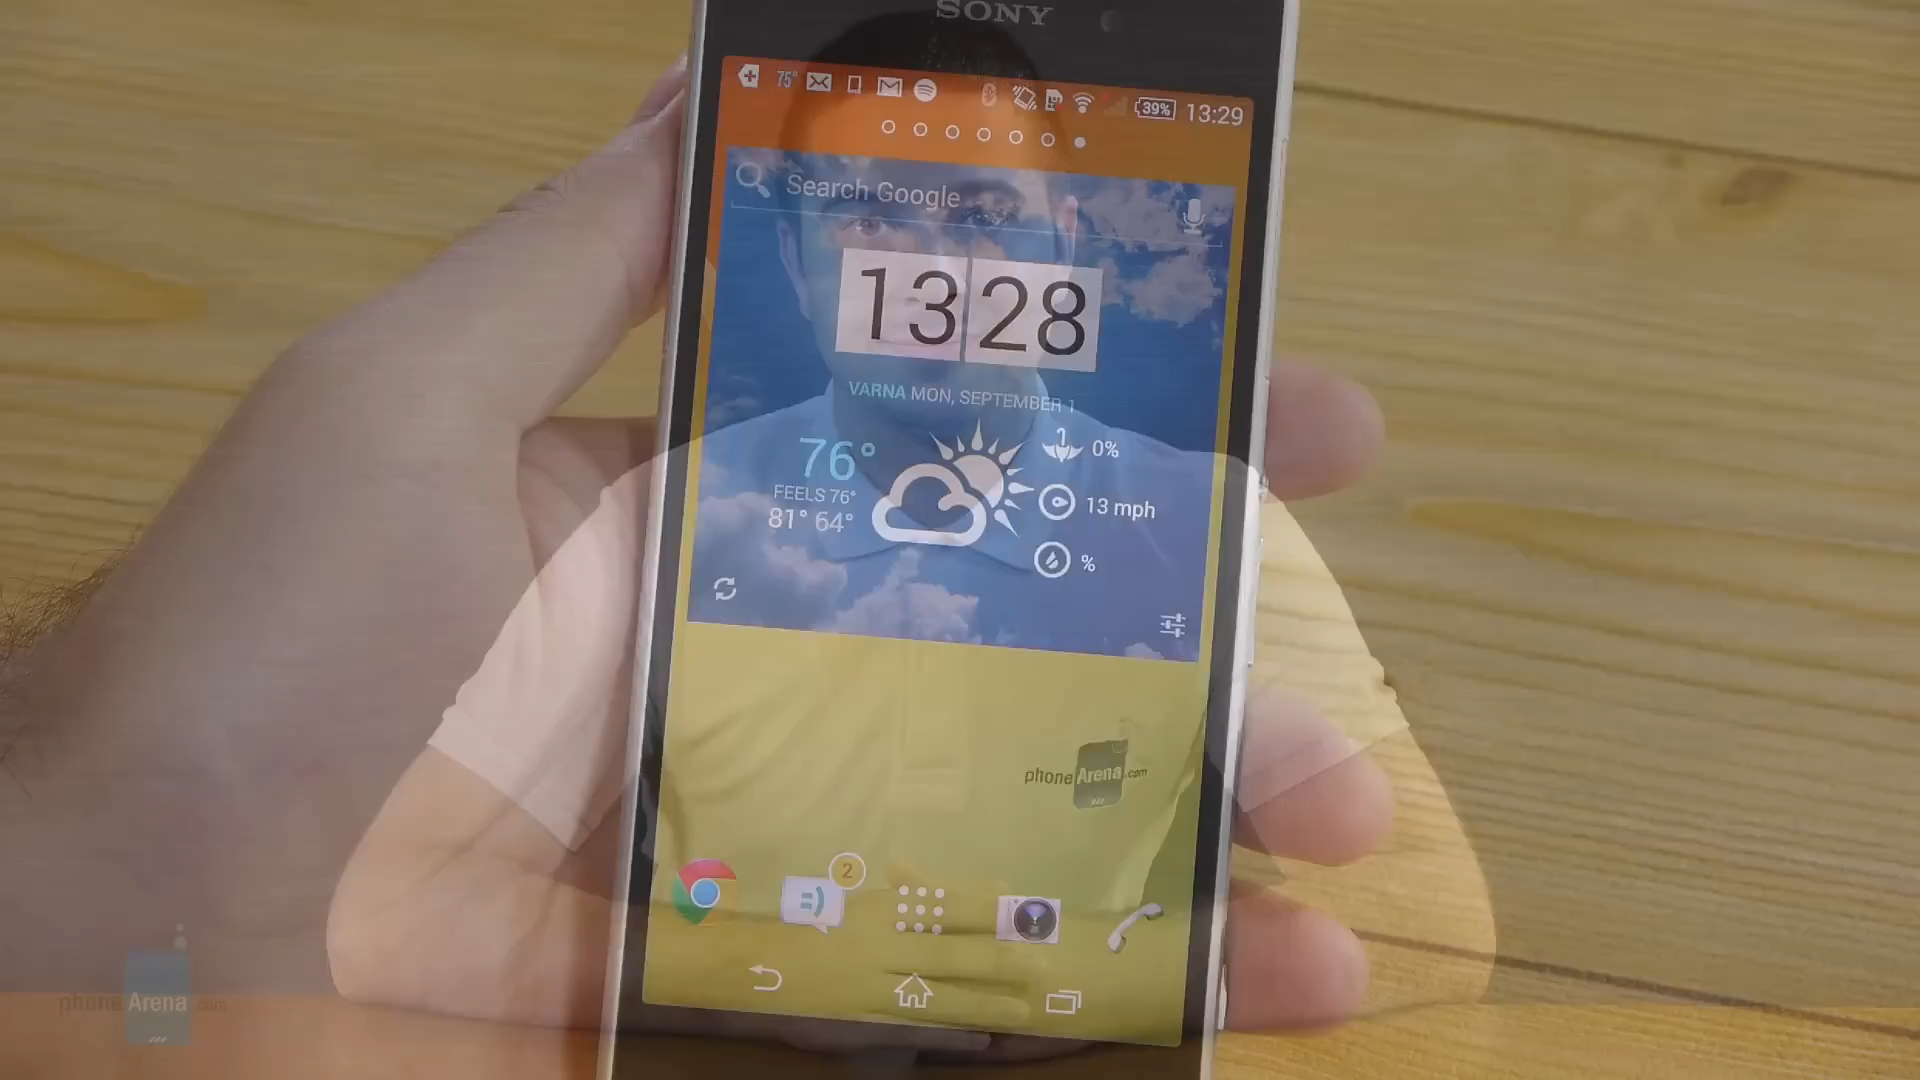 SONY
75° 39% 13:29
Search Google
13 28
VARNA MON, SEPTEMBER 1
76°
FEELS 76°
81° 64°
0%
13 mph
%
phoneArena.com
2
=)
phoneArena.com